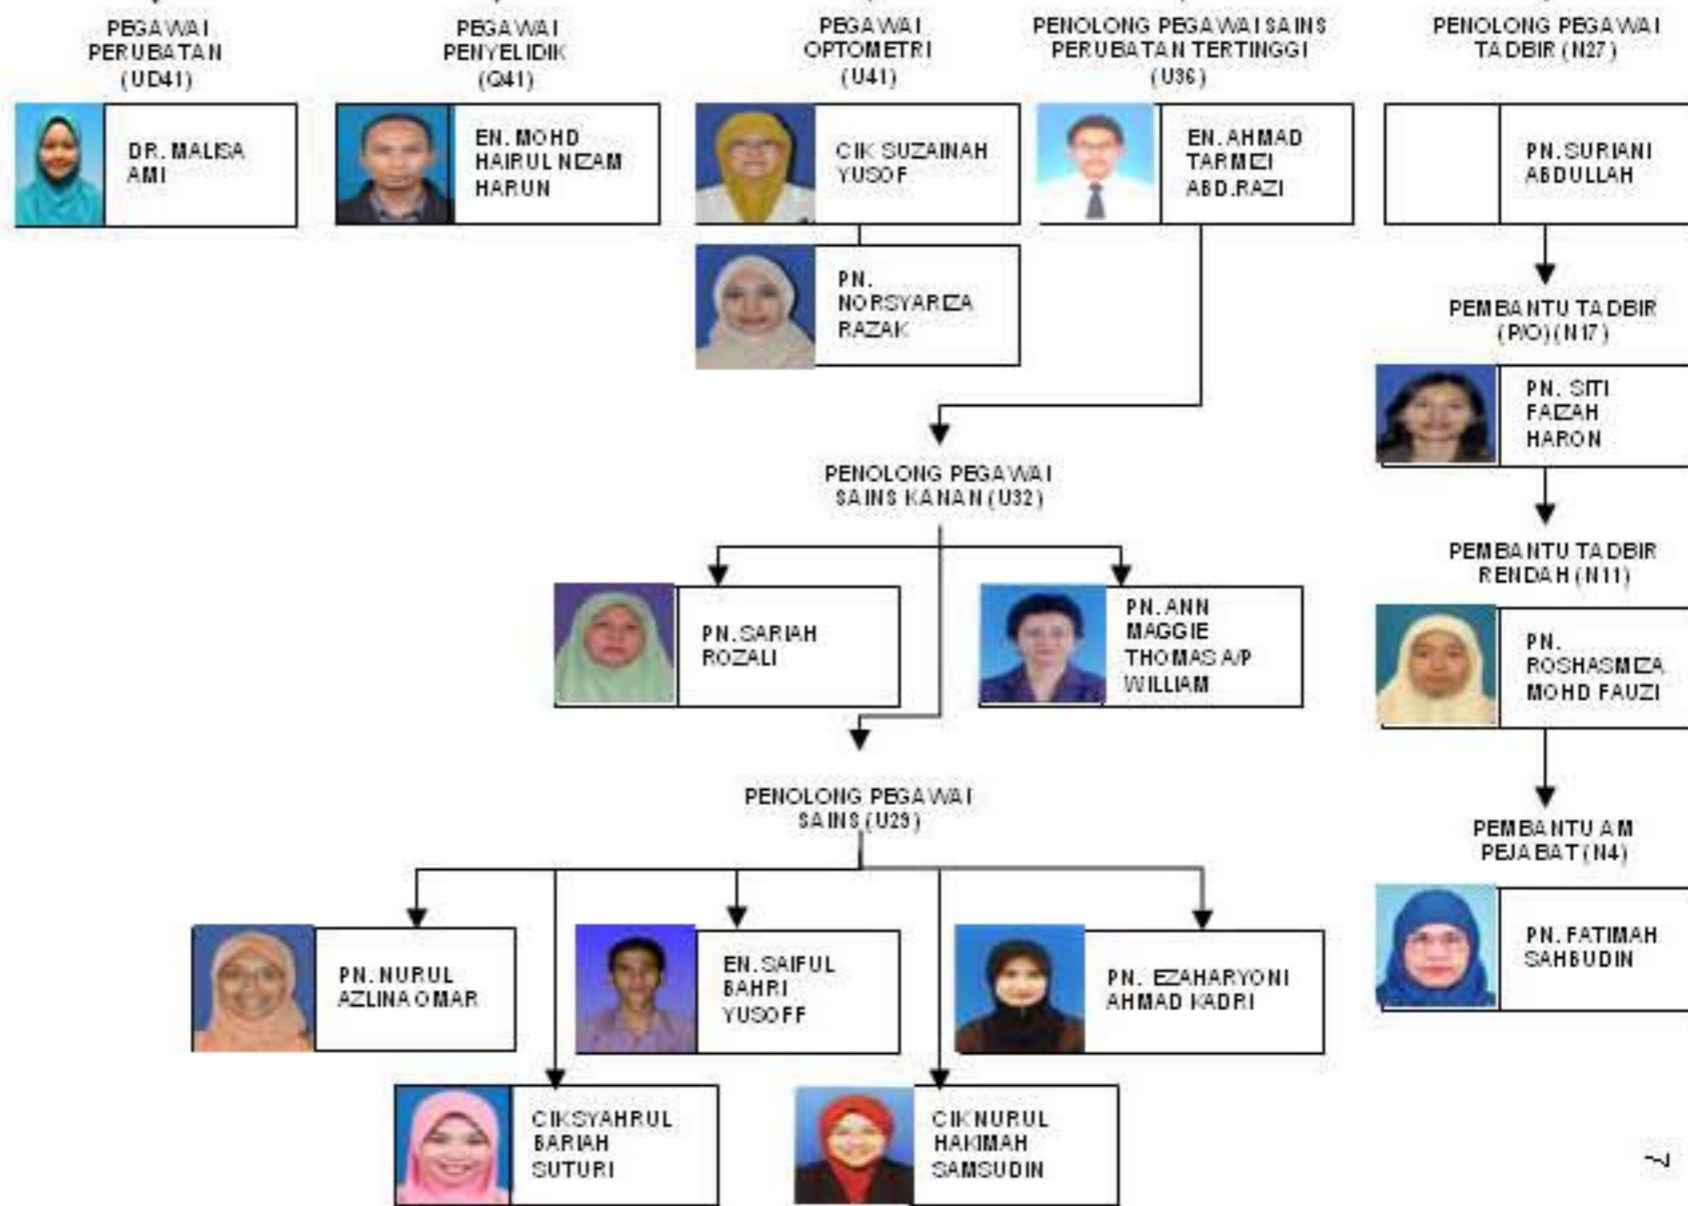 PEGAWAI
PERUBATAN
(UD41)
DR. MALISA
AMI
PEGAWAI
PENYELIDIK
(Q41)
EN. MOHD
HAIRUL NIZAM
HARUN
PEGAWAI
OPTOMETRI
(U41)
CIK SUZAINAH
YUSOF
PN.
NORSYARIZA
RAZAK
PENOLONG PEGAWAI SAINS
PERUBATAN TERTINGGI
(U36)
EN. AHMAD
TARMIZI
ABD.RAZI
PENOLONG PEGAWAI
TADBIR (N27)
PN. SURIANI
ABDULLAH
PEMBANTU TADBIR
(P/O) (N17)
PN. SITI
FAIZAH
HARON
PENOLONG PEGAWAI
SAINS KANAN (U32)
PN. SARIAH
ROZALI
PN. ANN
MAGGIE
THOMAS A/P
WILLIAM
PEMBANTU TADBIR
RENDAH (N11)
PN.
ROSHASMIZA
MOHD FAUZI
PENOLONG PEGAWAI
SAINS (U29)
PEMBANTU AM
PEJABAT (N4)
PN. FATIMAH
SAHBUDIN
PN. NURUL
AZLINA OMAR
EN. SAIFUL
BAHRI
YUSOFF
PN. EZAHARYONI
AHMAD KADRI
CIK SYAHRUL
BARIAH
SUTURI
CIK NURUL
HAKIMAH
SAMSUDIN
7